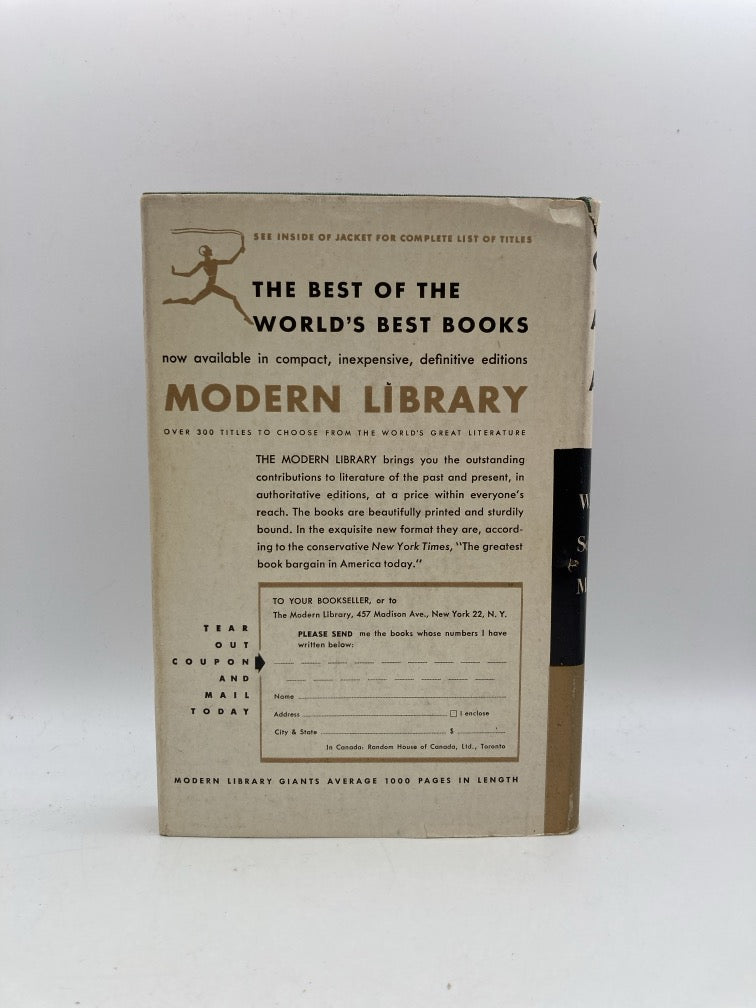 SEE INSIDE OF JACKET FOR COMPLETE LIST OF TITLES
THE BEST OF THE
WORLD'S BEST BOOKS
now available in compact, inexpensive, definitive editions
MODERN LIBRARY
OVER 300 TITLES TO CHOOSE FROM THE WORLD'S GREAT LITERATURE
THE MODERN LIBRARY brings you the outstanding
contributions to literature of the past and present, in
authoritative editions, at a price within everyone's
reach. The books are beautifully printed and sturdily
bound. In the exquisite new format they are, accord-
ing to the conservative New York Times, "The greatest
book bargain in America today."
TO YOUR BOOKSELLER, or to
The Modern Library, 457 Madison Ave., New York 22, N. Y.
PLEASE SEND me the books whose numbers I have
written below:
Name
Address I enclose
City & State $
In Canada: Random House of Canada, Ltd., Toronto
TEAR
OUT
COUPON
AND
MAIL
TODAY
MODERN LIBRARY GIANTS AVERAGE 1000 PAGES IN LENGTH